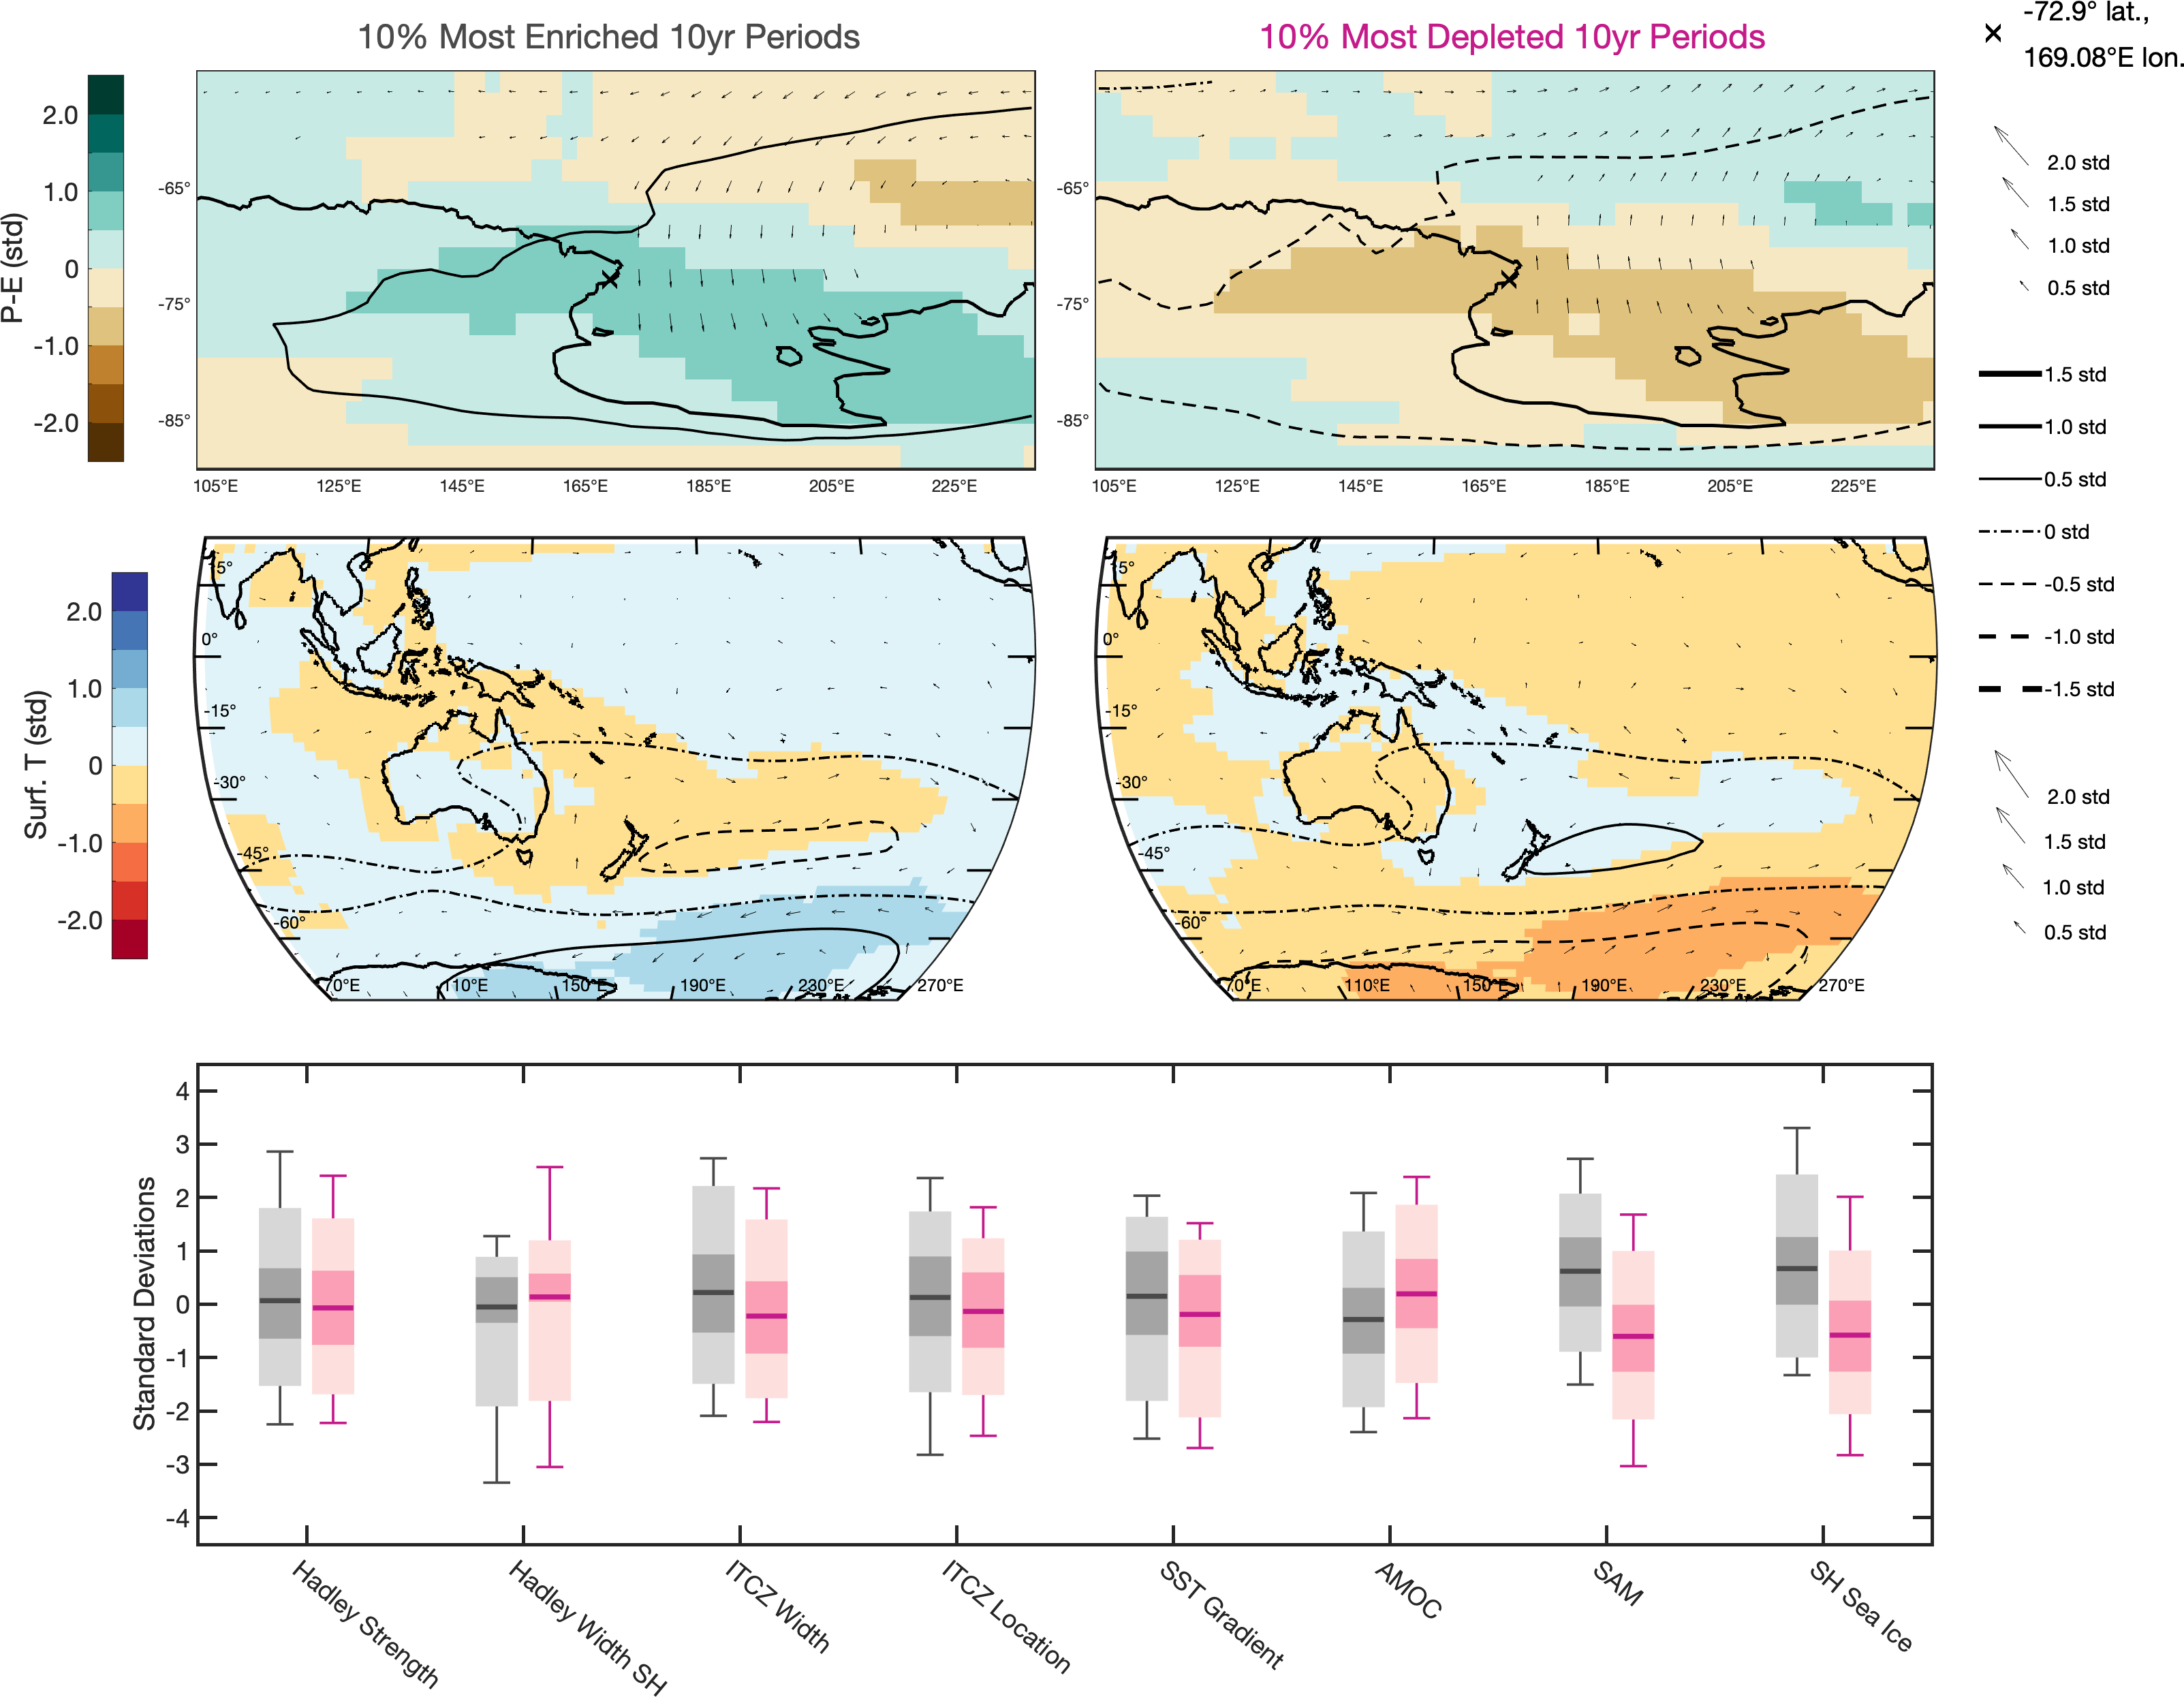 10% Most Enriched 10yr Periods
10% Most Depleted 10yr Periods
-72.9° lat.,
169.08°E lon.
P-E (std)
2.0
1.0
0
-1.0
-2.0
-65°
-75°
-85°
105°E 125°E 145°E 165°E 185°E 205°E 225°E
-65°
-75°
-85°
105°E 125°E 145°E 165°E 185°E 205°E 225°E
2.0 std
1.5 std
1.0 std
0.5 std
1.5 std
1.0 std
0.5 std
0 std
-0.5 std
-1.0 std
-1.5 std
Surf. T (std)
2.0
1.0
0
-1.0
-2.0
5°
0°
-15°
-30°
-45°
-60°
70°E 110°E 150°E 190°E 230°E 270°E
5°
0°
-15°
-30°
-45°
-60°
70°E 110°E 150°E 190°E 230°E 270°E
2.0 std
1.5 std
1.0 std
0.5 std
Standard Deviations
4
3
2
1
0
-1
-2
-3
-4
Hadley Strength
Hadley Width SH
ITCZ Width
ITCZ Location
SST Gradient
AMOC
SAM
SH Sea Ice